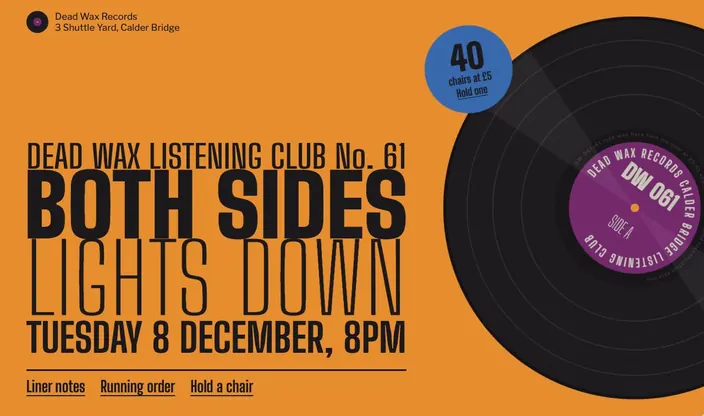 Dead Wax Records
3 Shuttle Yard, Calder Bridge
40
chairs at £5
Hold one
DEAD WAX LISTENING CLUB No. 61
BOTH SIDES
LIGHTS DOWN
TUESDAY 8 DECEMBER, 8PM
Liner notes Running order Hold a chair
DEAD WAX RECORDS CALDER BRIDGE LISTENING CLUB
DW 061
SIDE A